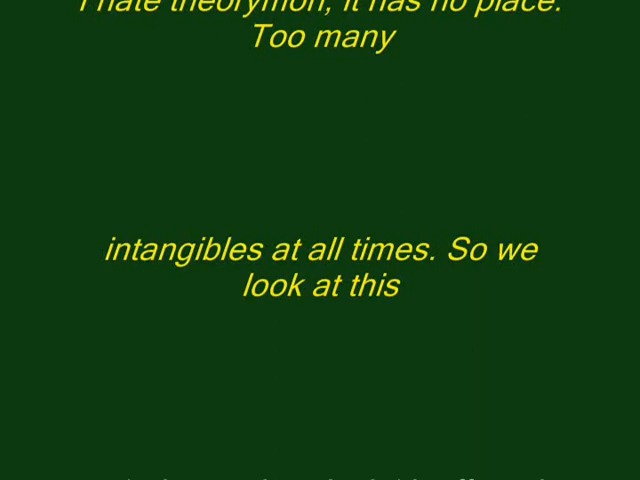 I hate theorymon, it has no place.
Too many
intangibles at all times. So we
look at this